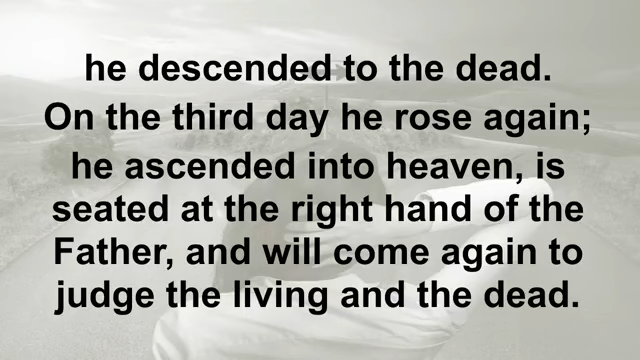 he descended to the dead.
On the third day he rose again;
he ascended into heaven, is
seated at the right hand of the
Father, and will come again to
judge the living and the dead.